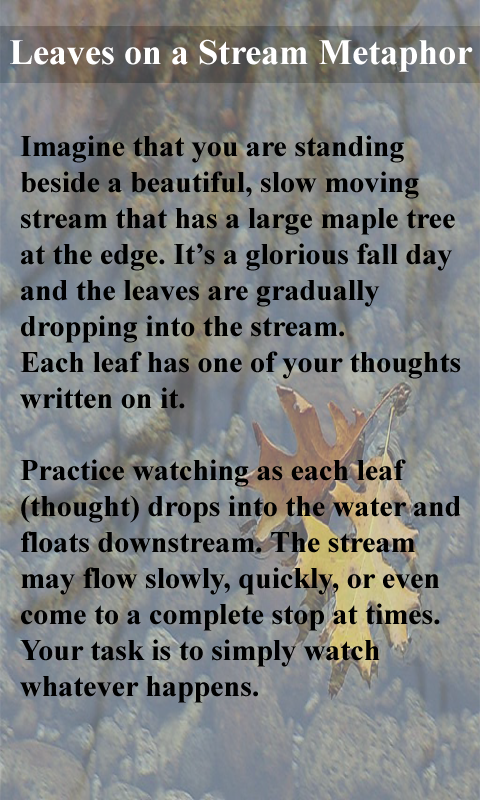 Leaves on a Stream Metaphor
Imagine that you are standing
beside a beautiful, slow moving
stream that has a large maple tree
at the edge. It’s a glorious fall day
and the leaves are gradually
dropping into the stream.
Each leaf has one of your thoughts
written on it.
Practice watching as each leaf
(thought) drops into the water and
floats downstream. The stream
may flow slowly, quickly, or even
come to a complete stop at times.
Your task is to simply watch
whatever happens.